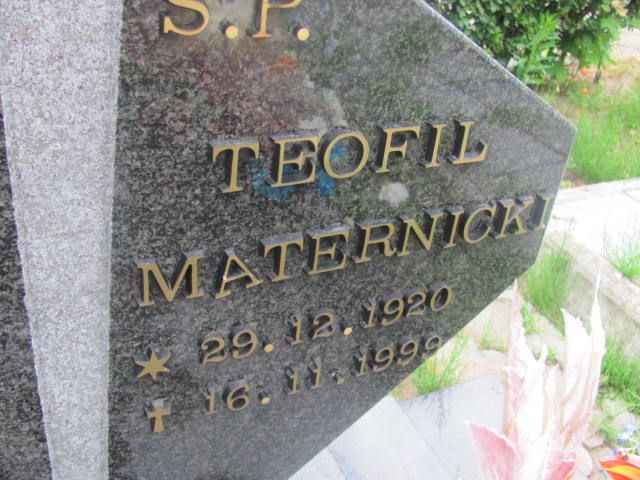 S.P.
TEOFIL
MATERNICKI
29.12.1920
16.11.1999